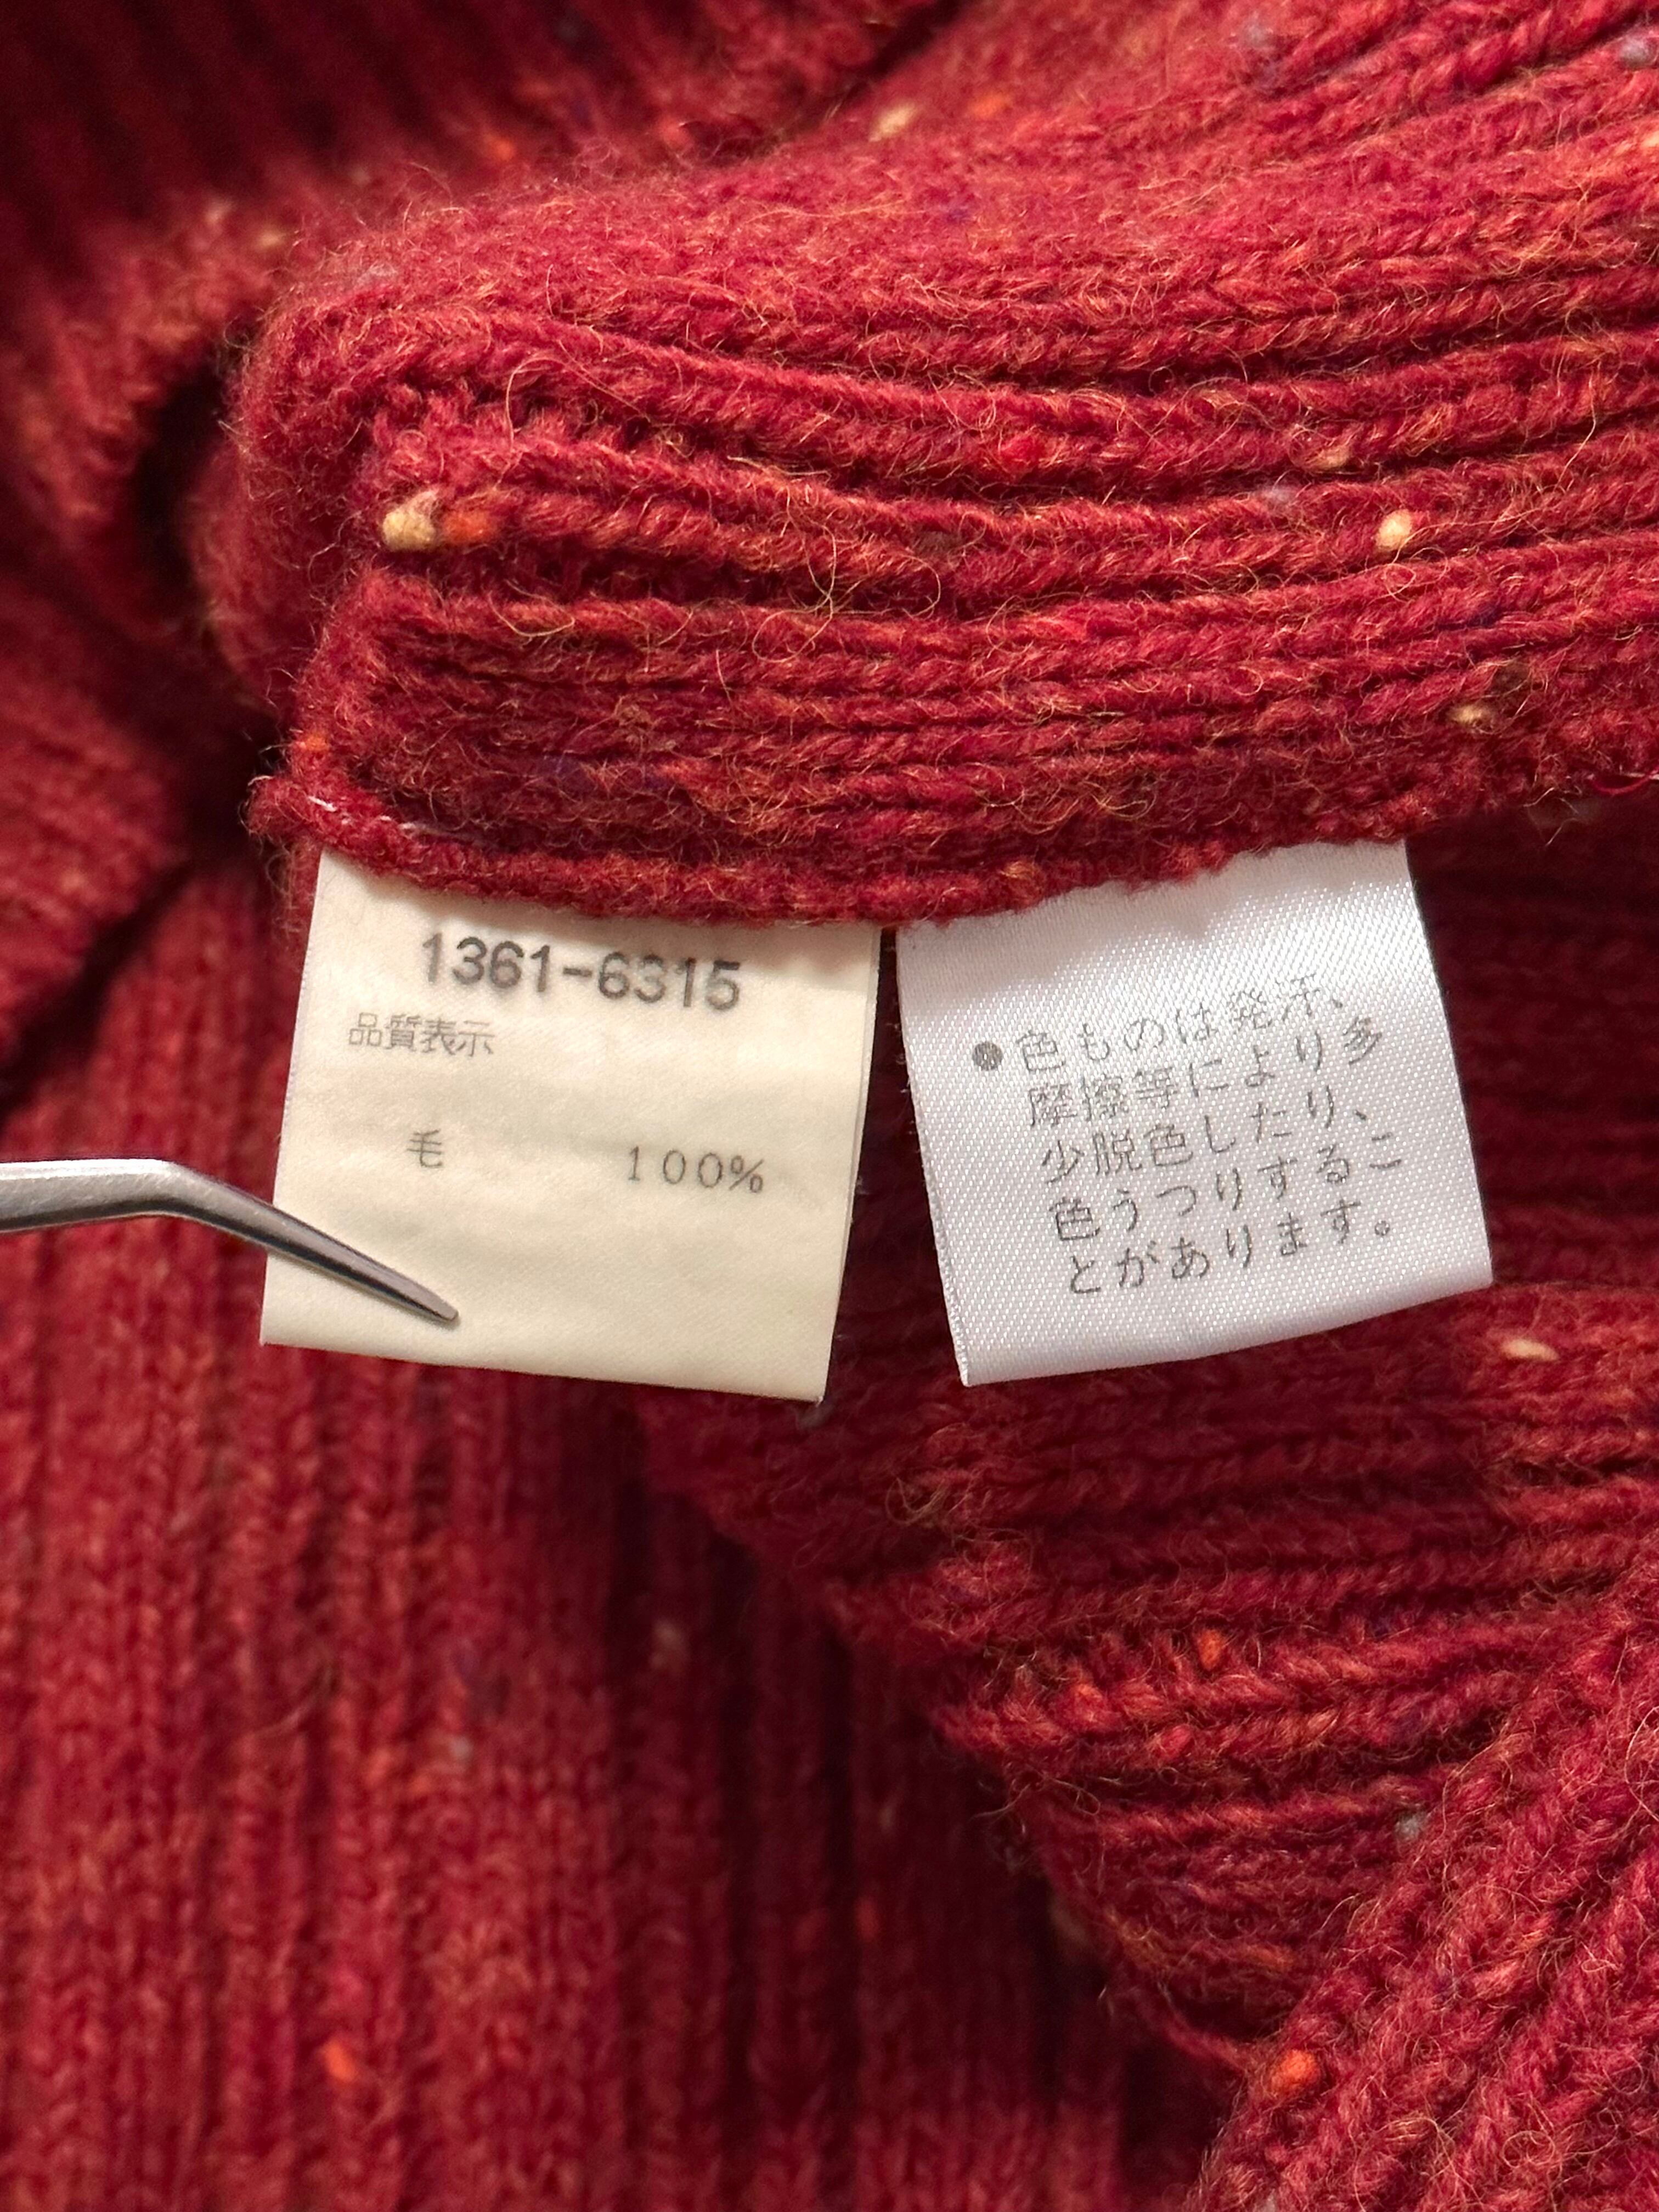 1361-6315
品質表示
毛 100%
●色ものは発汗、
摩擦等により多
少脱色したり、
色うつりするこ
とがあります。